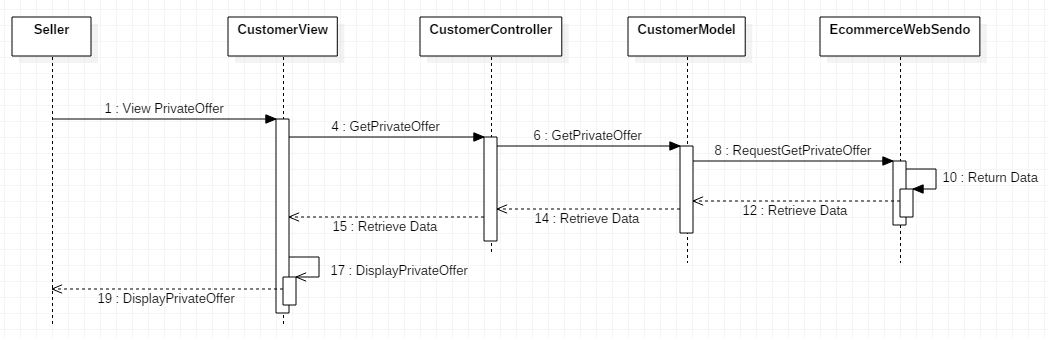 Seller
CustomerView
CustomerController
CustomerModel
EcommerceWebSendo
1 : View PrivateOffer
4 : GetPrivateOffer
6 : GetPrivateOffer
8 : RequestGetPrivateOffer
10 : Return Data
12 : Retrieve Data
14 : Retrieve Data
15 : Retrieve Data
17 : DisplayPrivateOffer
19 : DisplayPrivateOffer